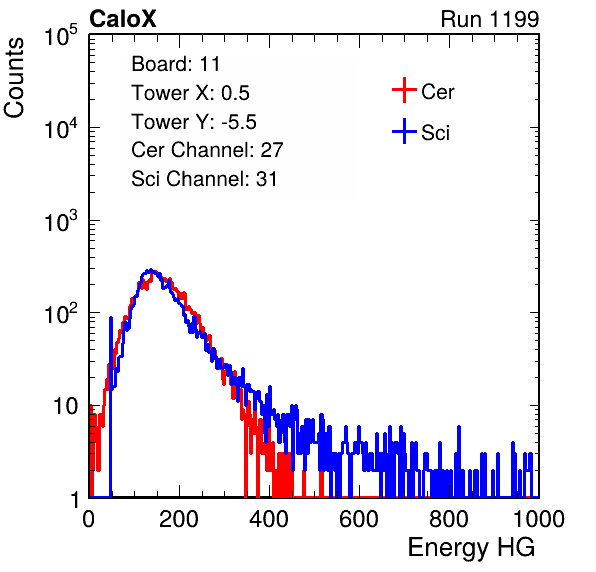 CaloX Run 1199
Counts
Board: 11
Tower X: 0.5
Tower Y: -5.5
Cer Channel: 27
Sci Channel: 31
Cer
Sci
10^5
10^4
10^3
10^2
10
1
0 200 400 600 800 1000
Energy HG